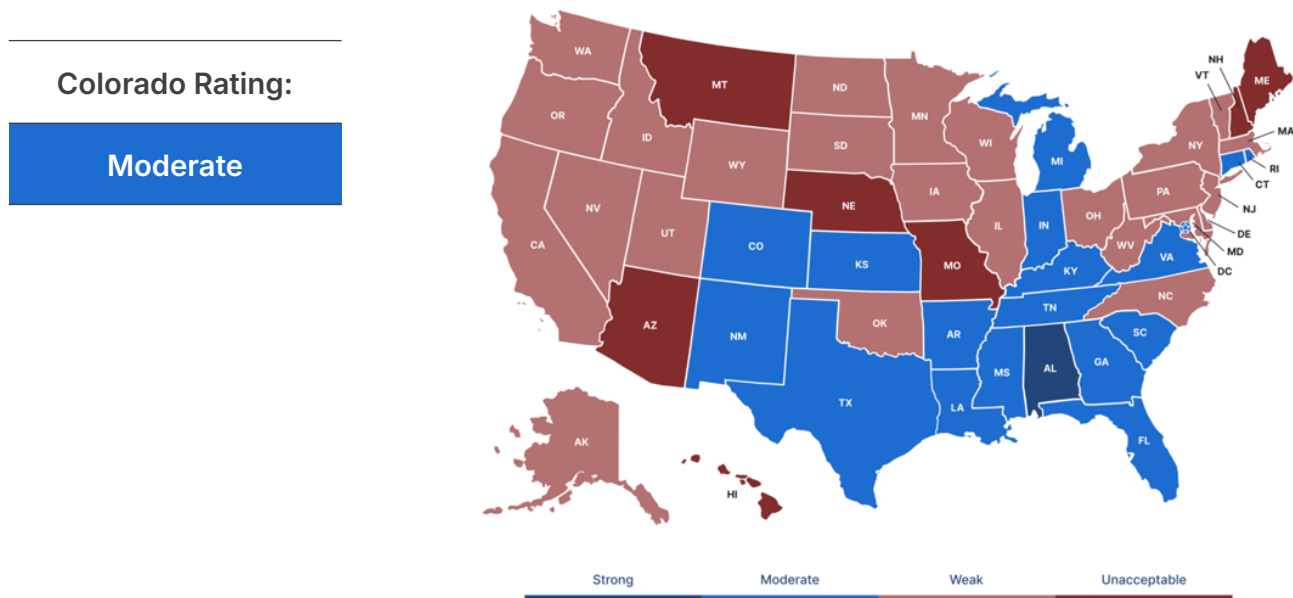 Colorado Rating:
Moderate
WA
MT
ND
MN
OR
ID
WY
SD
WI
MI
NH
VT
ME
NY
MA
RI
CT
NJ
PA
DE
MD
DC
NV
UT
CA
NE
IA
IL
IN
OH
WV
VA
CO
KS
MO
KY
NC
AZ
NM
OK
TN
AR
SC
MS
AL
GA
TX
LA
FL
AK
HI
Strong Moderate Weak Unacceptable